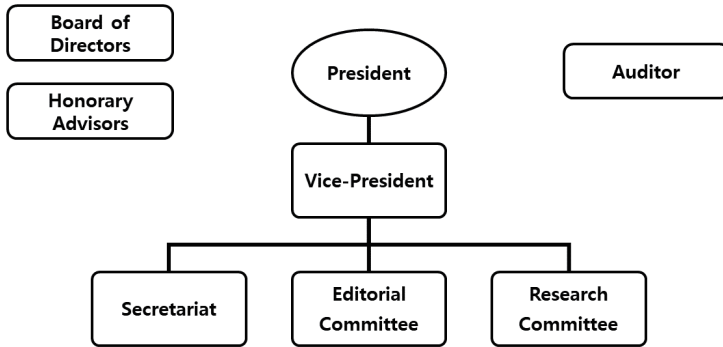 Board of
Directors
Honorary
Advisors
President
Auditor
Vice-President
Secretariat
Editorial
Committee
Research
Committee